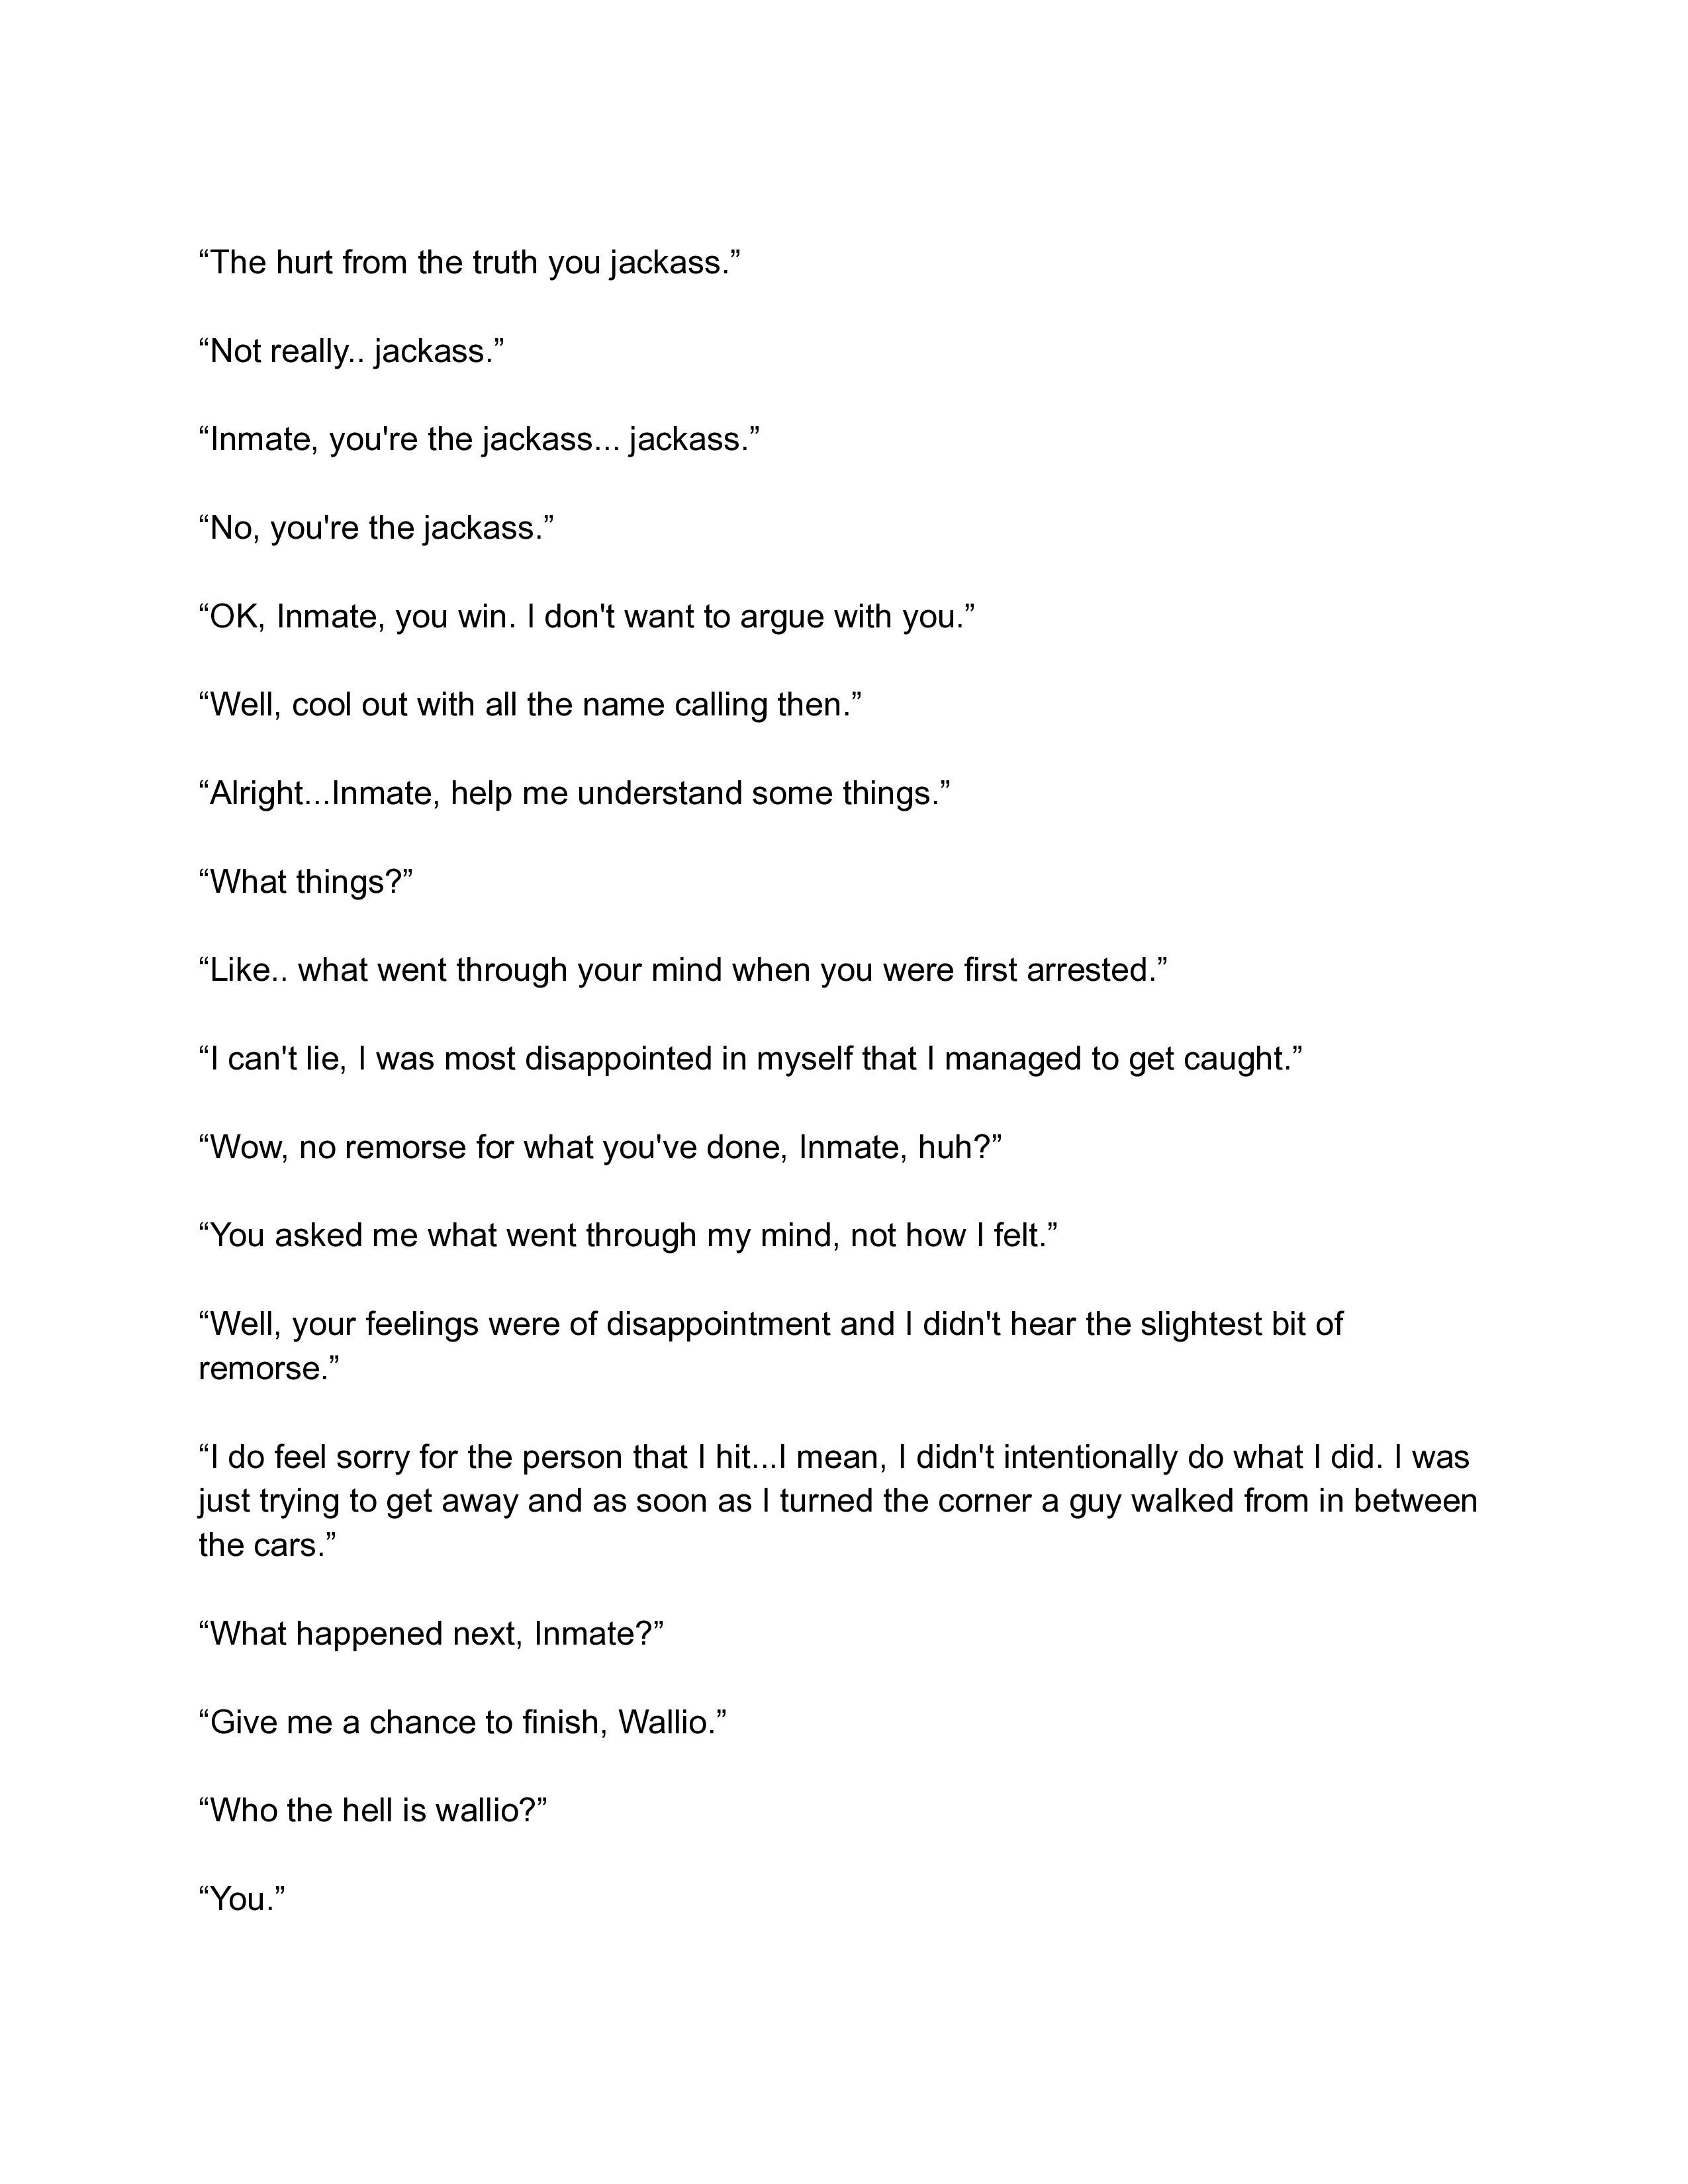 “The hurt from the truth you jackass.”
“Not really.. jackass.”
“Inmate, you're the jackass... jackass.”
“No, you're the jackass.”
“OK, Inmate, you win. I don't want to argue with you.”
“Well, cool out with all the name calling then.”
“Alright...Inmate, help me understand some things.”
“What things?”
“Like.. what went through your mind when you were first arrested.”
“I can't lie, I was most disappointed in myself that I managed to get caught.”
“Wow, no remorse for what you've done, Inmate, huh?”
“You asked me what went through my mind, not how I felt.”
“Well, your feelings were of disappointment and I didn't hear the slightest bit of
remorse.”
“I do feel sorry for the person that I hit...I mean, I didn't intentionally do what I did. I was
just trying to get away and as soon as I turned the corner a guy walked from in between
the cars.”
“What happened next, Inmate?”
“Give me a chance to finish, Wallio.”
“Who the hell is wallio?”
“You.”